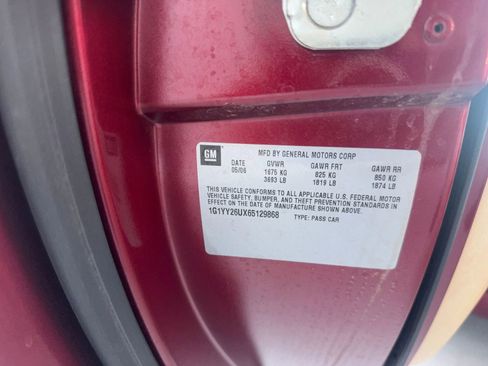 GM
MFD BY GENERAL MOTORS CORP
DATE GVWR GAWR FRT GAWR RR
05/06 1675 KG 825 KG 850 KG
3693 LB 1819 LB 1874 LB
THIS VEHICLE CONFORMS TO ALL APPLICABLE U.S. FEDERAL MOTOR
VEHICLE SAFETY, BUMPER, AND THEFT PREVENTION STANDARDS IN
EFFECT ON THE DATE OF MANUFACTURE SHOWN ABOVE.
1G1YY26UX65129868 TYPE: PASS CAR